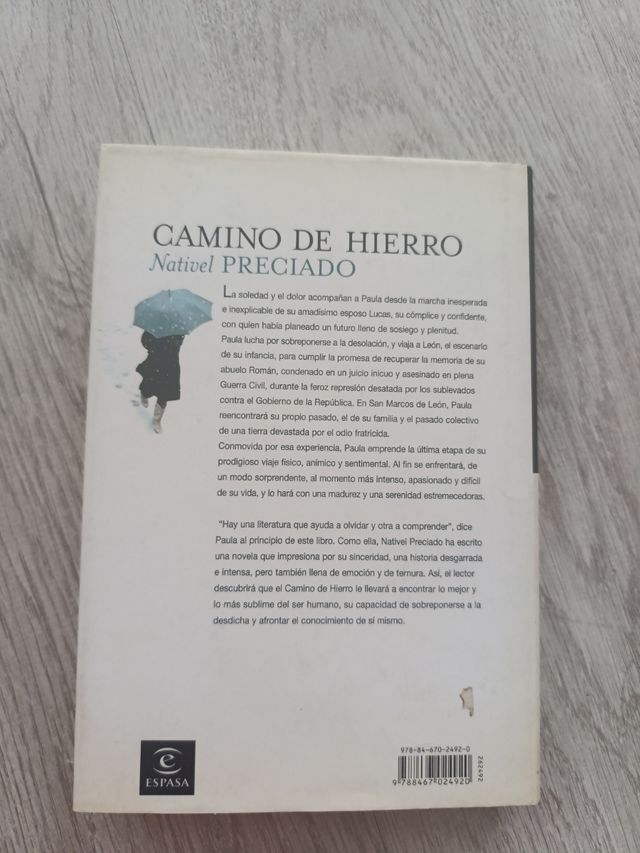 CAMINO DE HIERRO
Nativel PRECIADO
La soledad y el dolor acompañan a Paula desde la marcha inesperada
e inexplicable de su amadísimo esposo Lucas, su cómplice y confidente,
con quien había planeado un futuro lleno de sosiego y plenitud.
Paula lucha por sobreponerse a la desolación, y viaja a León, el escenario
de su infancia, para cumplir la promesa de recuperar la memoria de su
abuelo Román, condenado en un juicio inicuo y asesinado en plena
Guerra Civil, durante la feroz represión desatada por los sublevados
contra el Gobierno de la República. En San Marcos de León, Paula
reencontrará su propio pasado, el de su familia y el pasado colectivo
de una tierra devastada por el odio fratricida.
Conmovida por esa experiencia, Paula emprende la última etapa de su
prodigioso viaje físico, anímico y sentimental. Al fin se enfrentará, de
un modo sorprendente, al momento más intenso, apasionado y difícil
de su vida, y lo hará con una madurez y una serenidad estremecedoras.
"Hay una literatura que ayuda a olvidar y otra a comprender", dice
Paula al principio de este libro. Como ella, Nativel Preciado ha escrito
una novela que impresiona por su sinceridad, una historia desgarrada
e intensa, pero también llena de emoción y de ternura. Así, el lector
descubrirá que el Camino de Hierro le llevará a encontrar lo mejor y
lo más sublime del ser humano, su capacidad de sobreponerse a la
desdicha y afrontar el conocimiento de sí mismo.
e
ESPASA
978-84-670-2492-0
9 788467 024920
262492